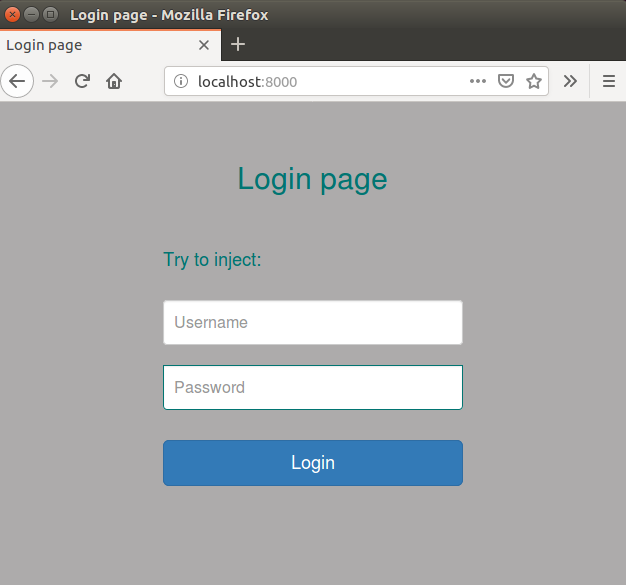 Login page - Mozilla Firefox
Login page
localhost:8000
Login page
Try to inject:
Username
Password
Login